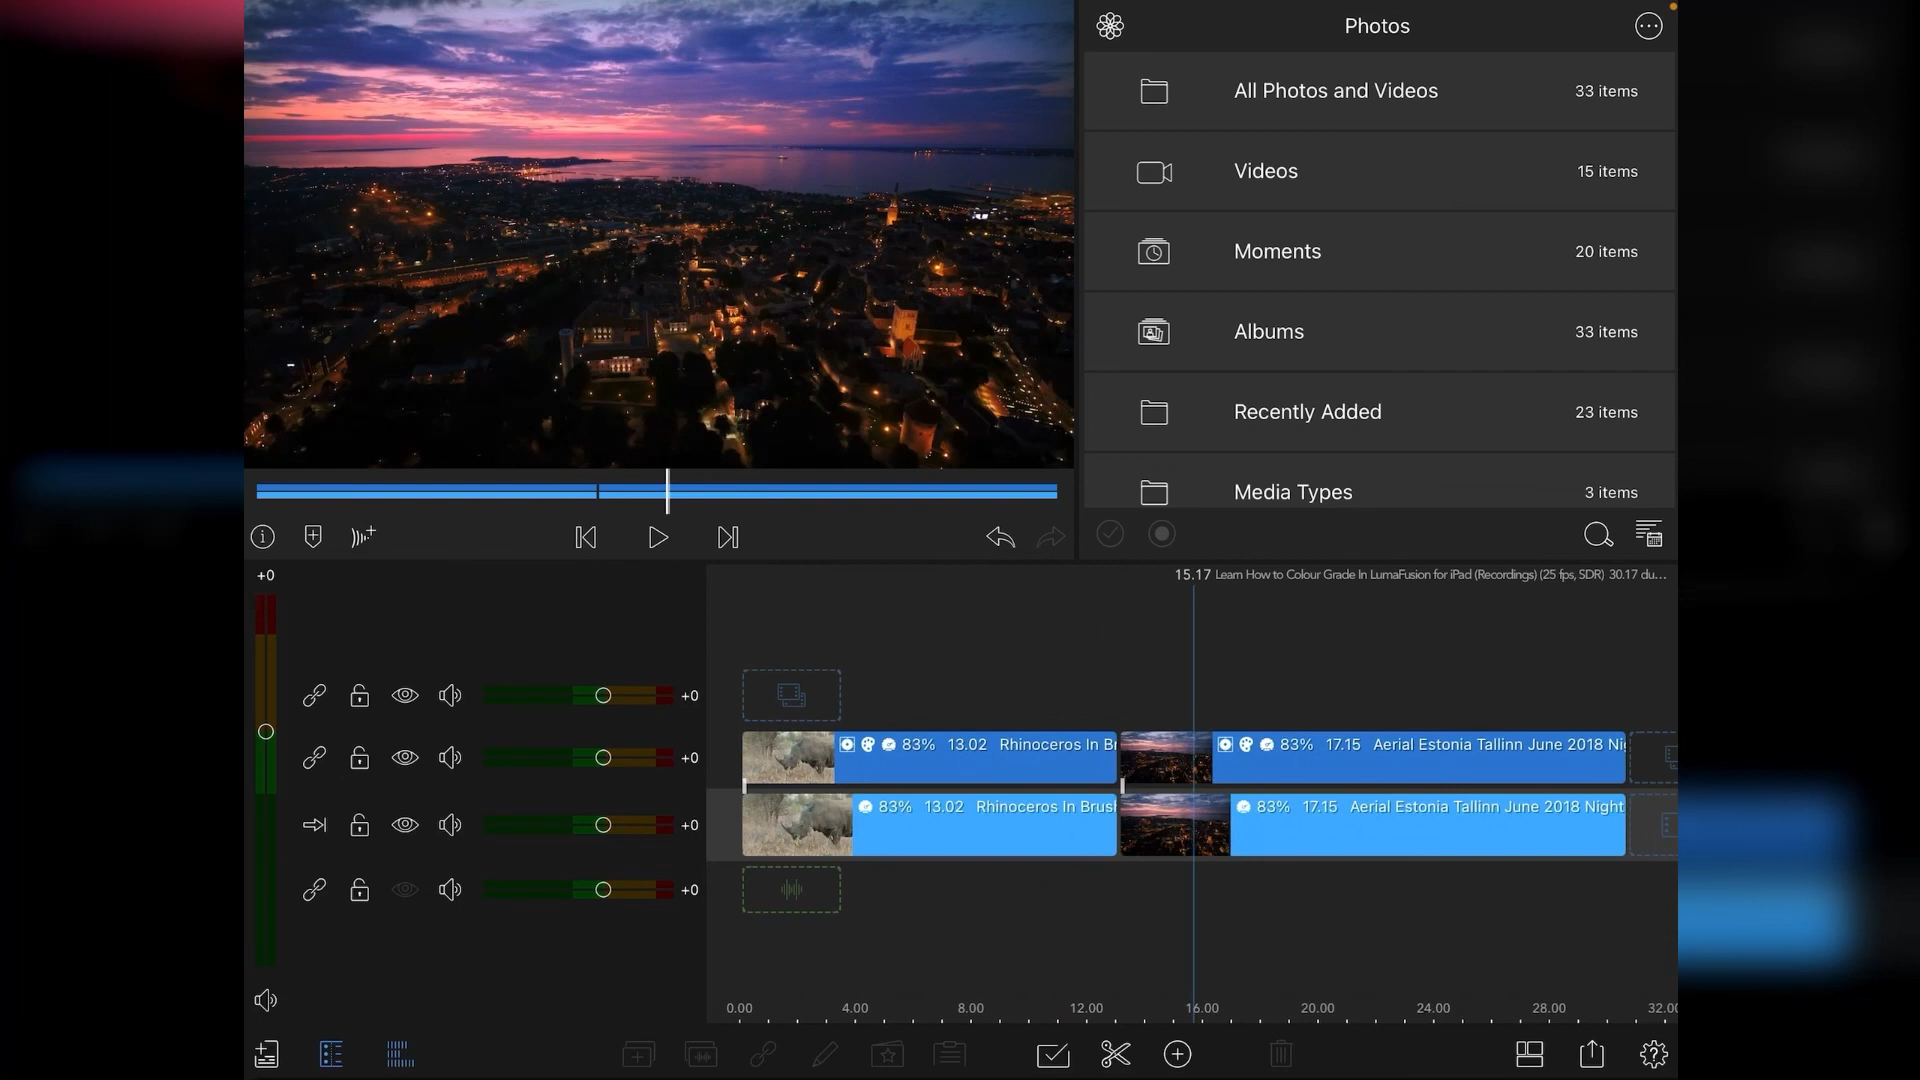 Photos
All Photos and Videos 33 items
Videos 15 items
Moments 20 items
Albums 33 items
Recently Added 23 items
Media Types 3 items
+0
15.17 Learn How to Colour Grade In LumaFusion for iPad (Recordings) (25 fps, SDR) 30.17 du...
+0
+0
83% 13.02 Rhinoceros In Br
83% 17.15 Aerial Estonia Tallinn June 2018 Ni
+0
83% 13.02 Rhinoceros In Brus
83% 17.15 Aerial Estonia Tallinn June 2018 Night
+0
0.00 4.00 8.00 12.00 16.00 20.00 24.00 28.00 32.0